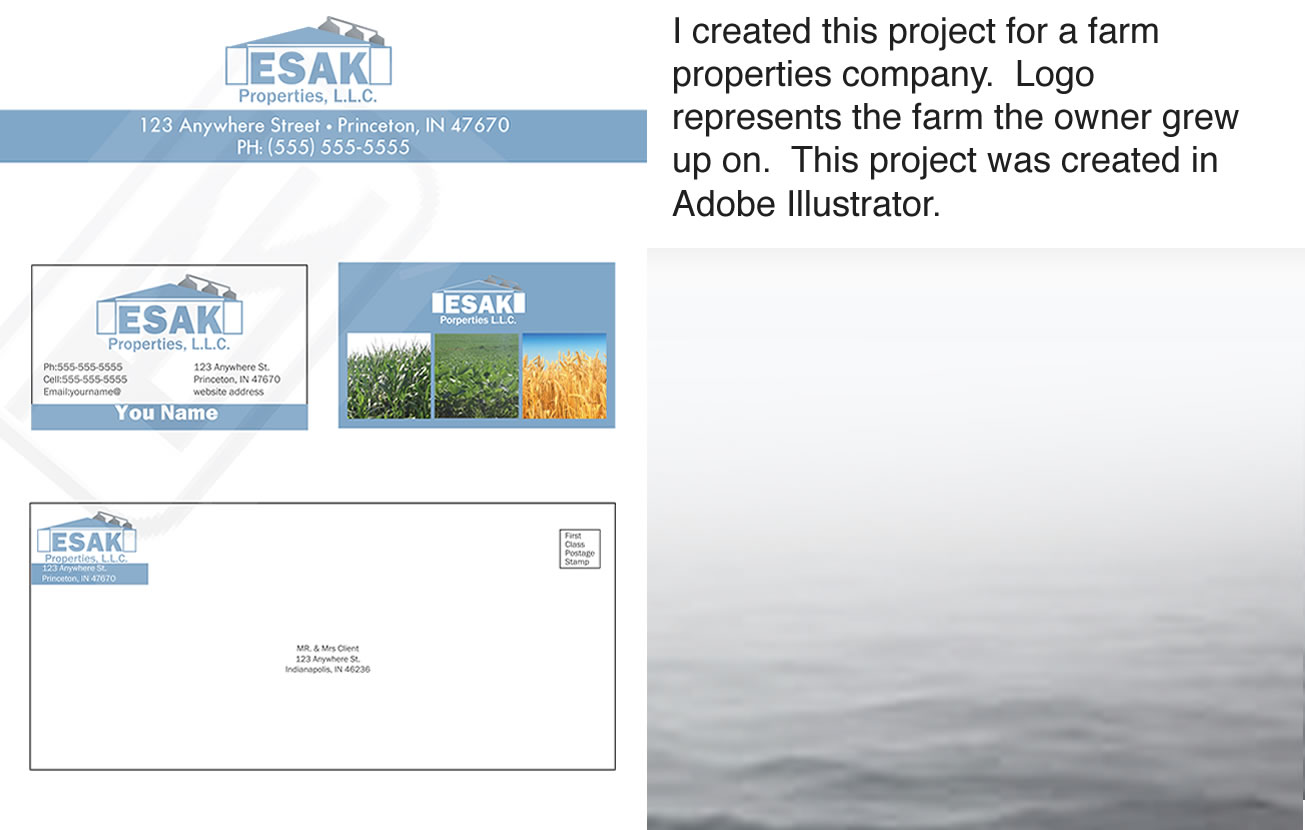 ESAK
Properties, L.L.C.
123 Anywhere Street • Princeton, IN 47670
PH: (555) 555-5555
I created this project for a farm
properties company.  Logo
represents the farm the owner grew
up on.  This project was created in
Adobe Illustrator.
ESAK
Properties, L.L.C.
Ph:555-555-5555
Cell:555-555-5555
Email:yourname@
123 Anywhere St.
Princeton, IN 47670
website address
You Name
ESAK
Porperties L.L.C.
ESAK
Properties, L.L.C.
123 Anywhere St.
Princeton, IN 47670
First
Class
Postage
Stamp
MR. & Mrs Client
123 Anywhere St.
Indianapolis, IN 46236